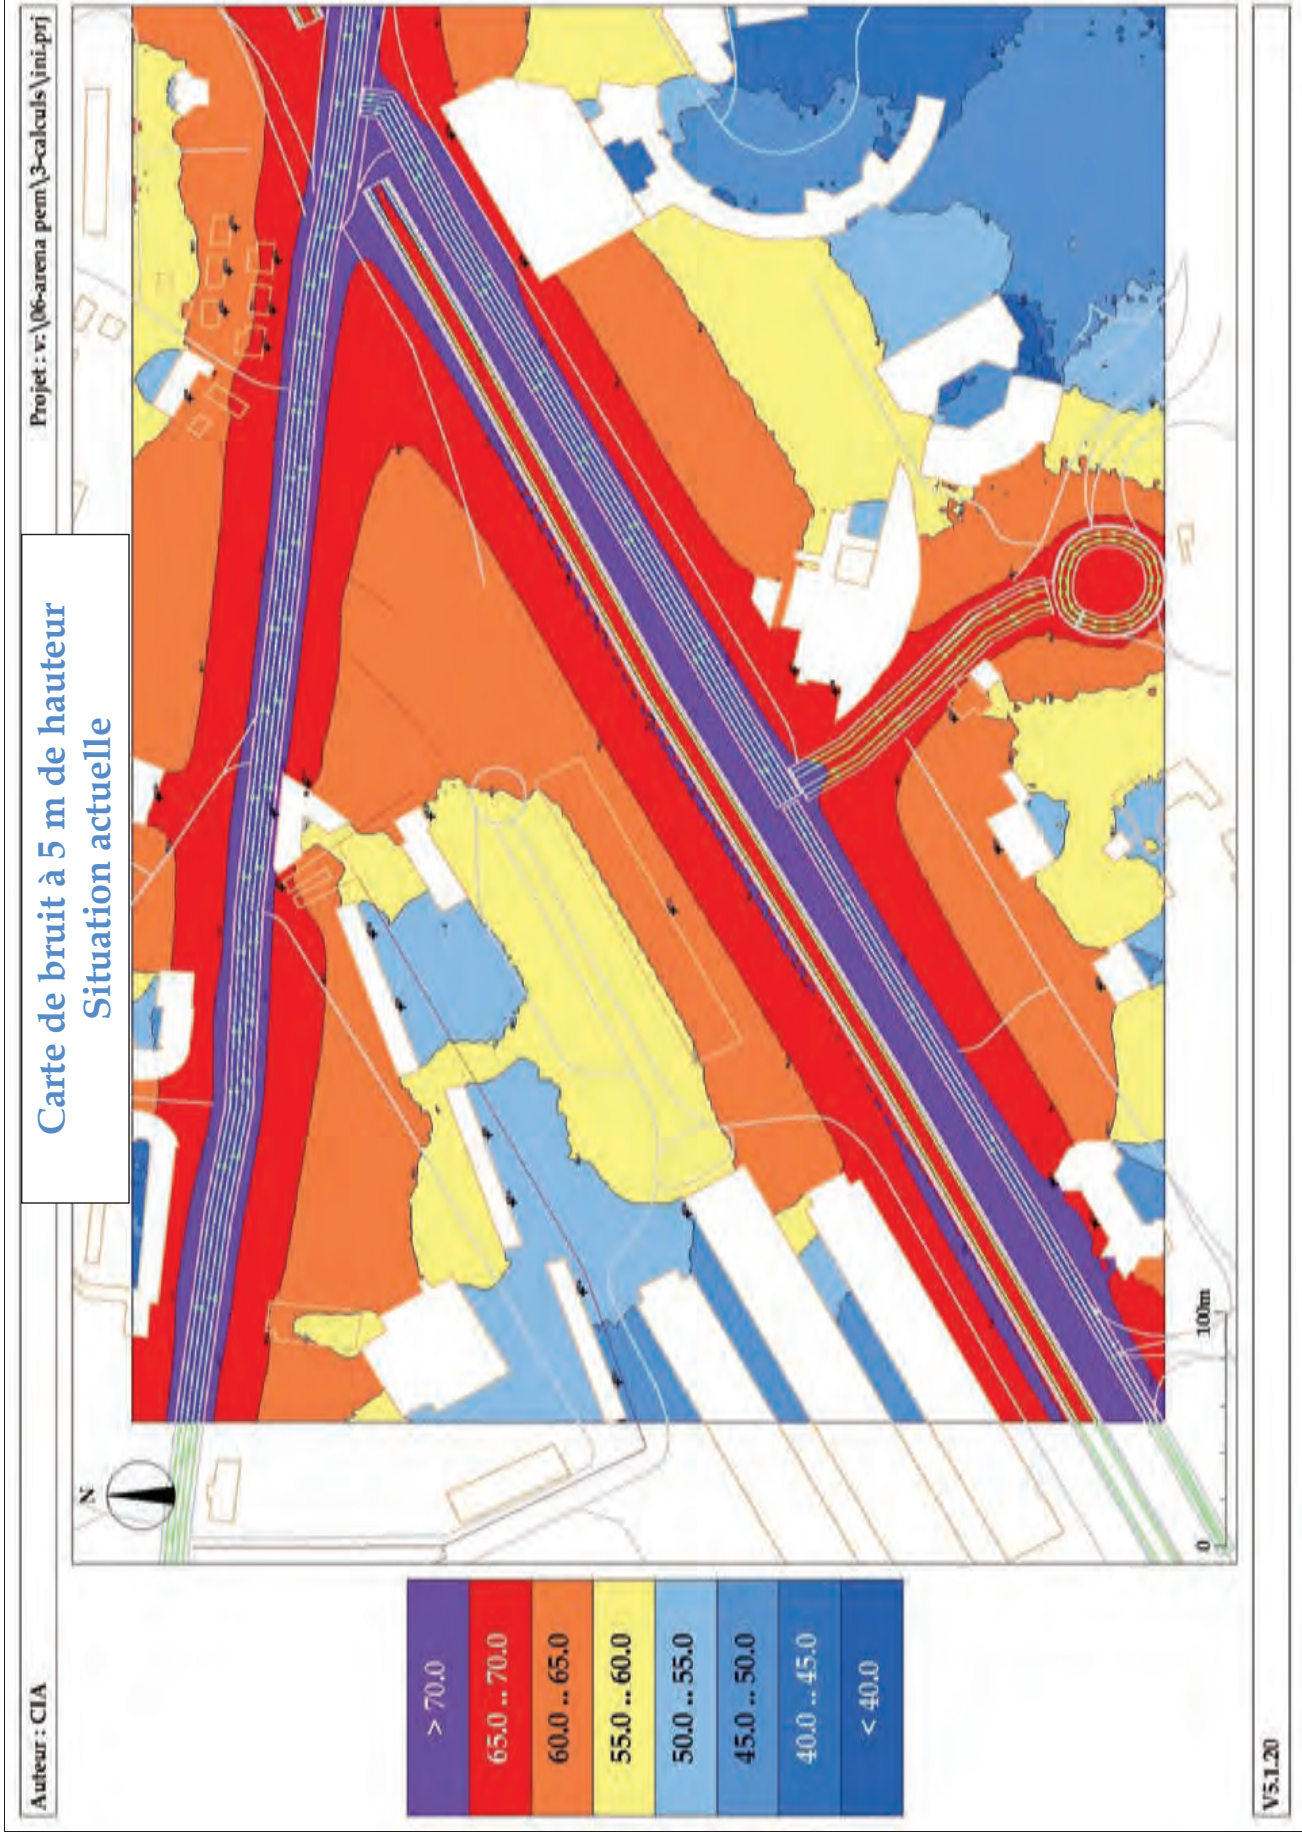 Auteur : CIA
Projet : v:\06-arena pem\3-calculs\ini.prj
Carte de bruit à 5 m de hauteur
Situation actuelle
N
> 70.0
65.0 .. 70.0
60.0 .. 65.0
55.0 .. 60.0
50.0 .. 55.0
45.0 .. 50.0
40.0 .. 45.0
< 40.0
0
100m
V5.1.20